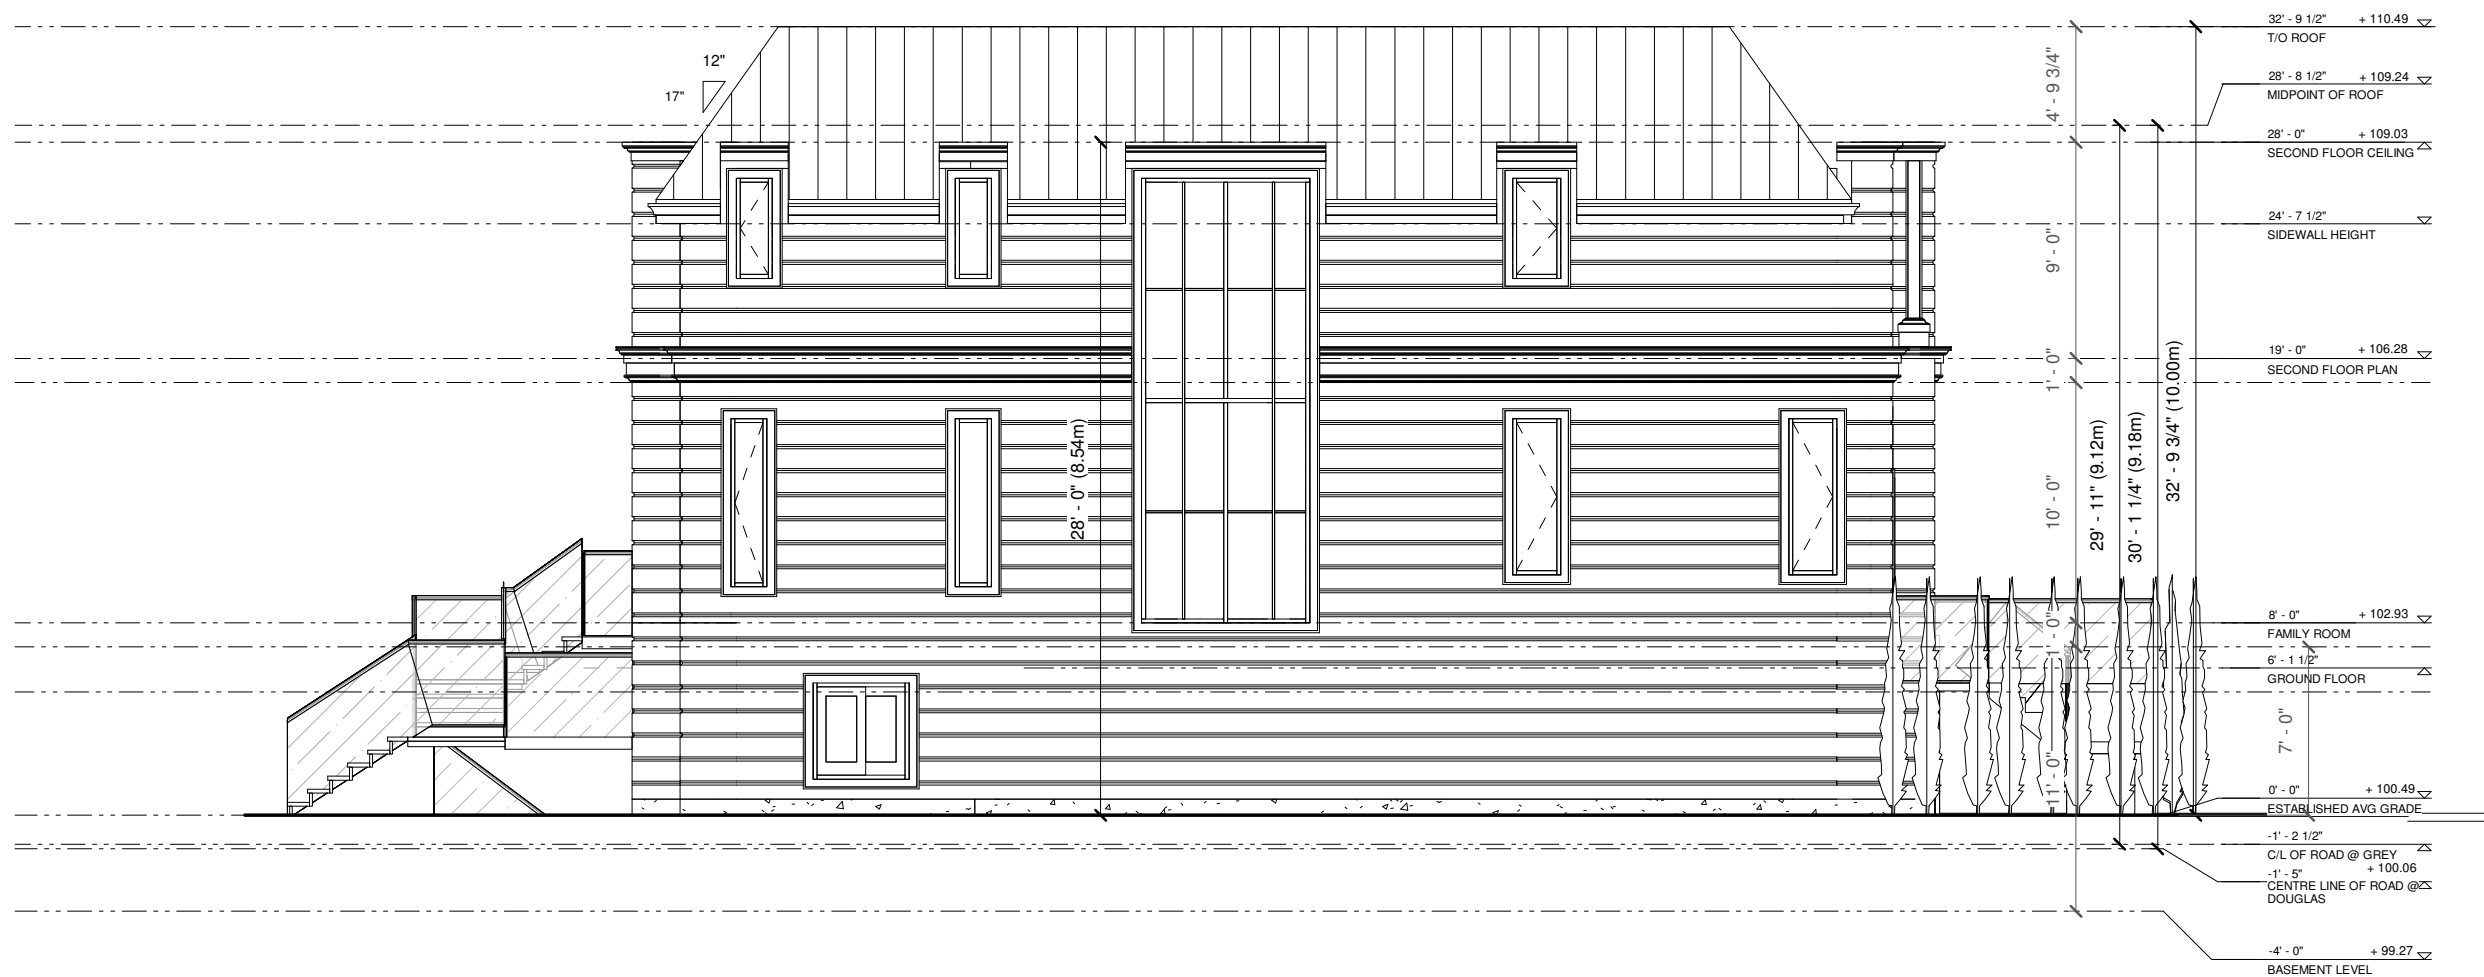 12"
17"
28' - 0" (8.54m)
4' - 9 3/4"
9' - 0"
1' - 0"
10' - 0"
1' - 0"
11' - 0"
29' - 11" (9.12m)
30' - 1 1/4" (9.18m)
32' - 9 3/4" (10.00m)
7' - 0"
32' - 9 1/2" + 110.49
T/O ROOF
28' - 8 1/2" + 109.24
MIDPOINT OF ROOF
28' - 0" + 109.03
SECOND FLOOR CEILING
24' - 7 1/2"
SIDEWALL HEIGHT
19' - 0" + 106.28
SECOND FLOOR PLAN
8' - 0" + 102.93
FAMILY ROOM
6' - 1 1/2"
GROUND FLOOR
0' - 0" + 100.49
ESTABLISHED AVG GRADE
-1' - 2 1/2"
C/L OF ROAD @ GREY
-1' - 5" + 100.06
CENTRE LINE OF ROAD @
DOUGLAS
-4' - 0" + 99.27
BASEMENT LEVEL